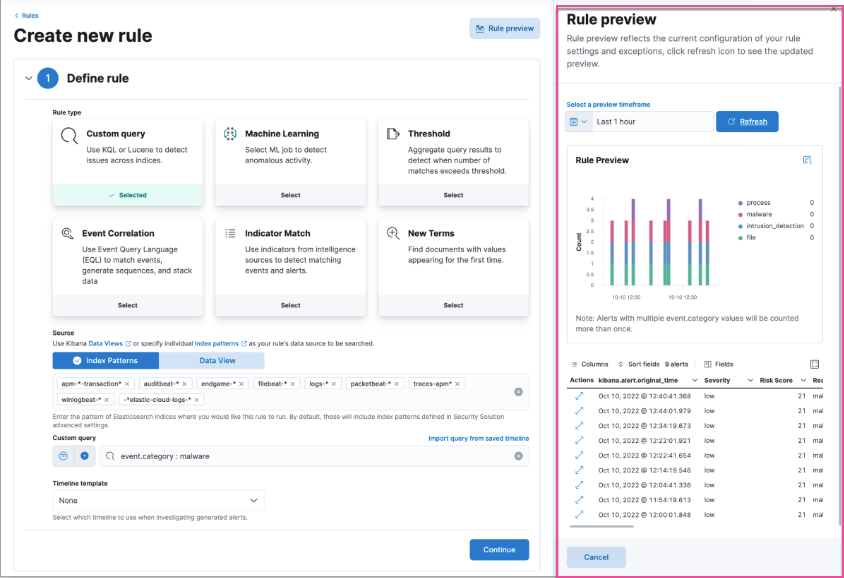 Rules
Create new rule
Rule preview
1
Define rule
Rule type
Custom query
Use KQL or Lucene to detect
issues across indices.
Selected
Machine Learning
Select ML job to detect
anomalous activity.
Select
Threshold
Aggregate query results to
detect when number of
matches exceeds threshold.
Select
Event Correlation
Use Event Query Language
(EQL) to match events,
generate sequences, and stack
data
Select
Indicator Match
Use indicators from intelligence
sources to detect matching
events and alerts.
Select
New Terms
Find documents with values
appearing for the first time.
Select
Source
Use Kibana Data Views or specify individual index patterns as your rule's data source to be searched.
Index Patterns
Data View
apm-*-transaction* auditbeat-* endgame-* filebeat-* logs-* packetbeat-* traces-apm*
winlogbeat-* -*elastic-cloud-logs-*
Enter the pattern of Elasticsearch indices where you would like this rule to run. By default, these will include index patterns defined in Security Solution
advanced settings.
Custom query
Import query from saved timeline
event.category : malware
Timeline template
None
Select which timeline to use when investigating generated alerts.
Continue
Rule preview
Rule preview reflects the current configuration of your rule
settings and exceptions, click refresh icon to see the updated
preview.
Select a preview timeframe
Last 1 hour
Refresh
Rule Preview
Count
4
3.5
3
2.5
2
1.5
1
0.5
0
10-10 12:00
10-10 12:00
process 0
malware 0
intrusion_detection 0
file 0
Note: Alerts with multiple event.category values will be counted
more than once.
Columns Sort fields 9 alerts Fields
Actions kibana.alert.original_time Severity Risk Score Rea
Oct 10, 2022 @ 12:40:41.368 low 21 mal
Oct 10, 2022 @ 12:44:01.979 low 21 mal
Oct 10, 2022 @ 12:34:19.673 low 21 mal
Oct 10, 2022 @ 12:22:01.921 low 21 mal
Oct 10, 2022 @ 12:22:41.654 low 21 mal
Oct 10, 2022 @ 12:14:19.546 low 21 mal
Oct 10, 2022 @ 12:04:41.336 low 21 mal
Oct 10, 2022 @ 11:54:19.613 low 21 mal
Oct 10, 2022 @ 12:00:01.848 low 21 mal
Cancel